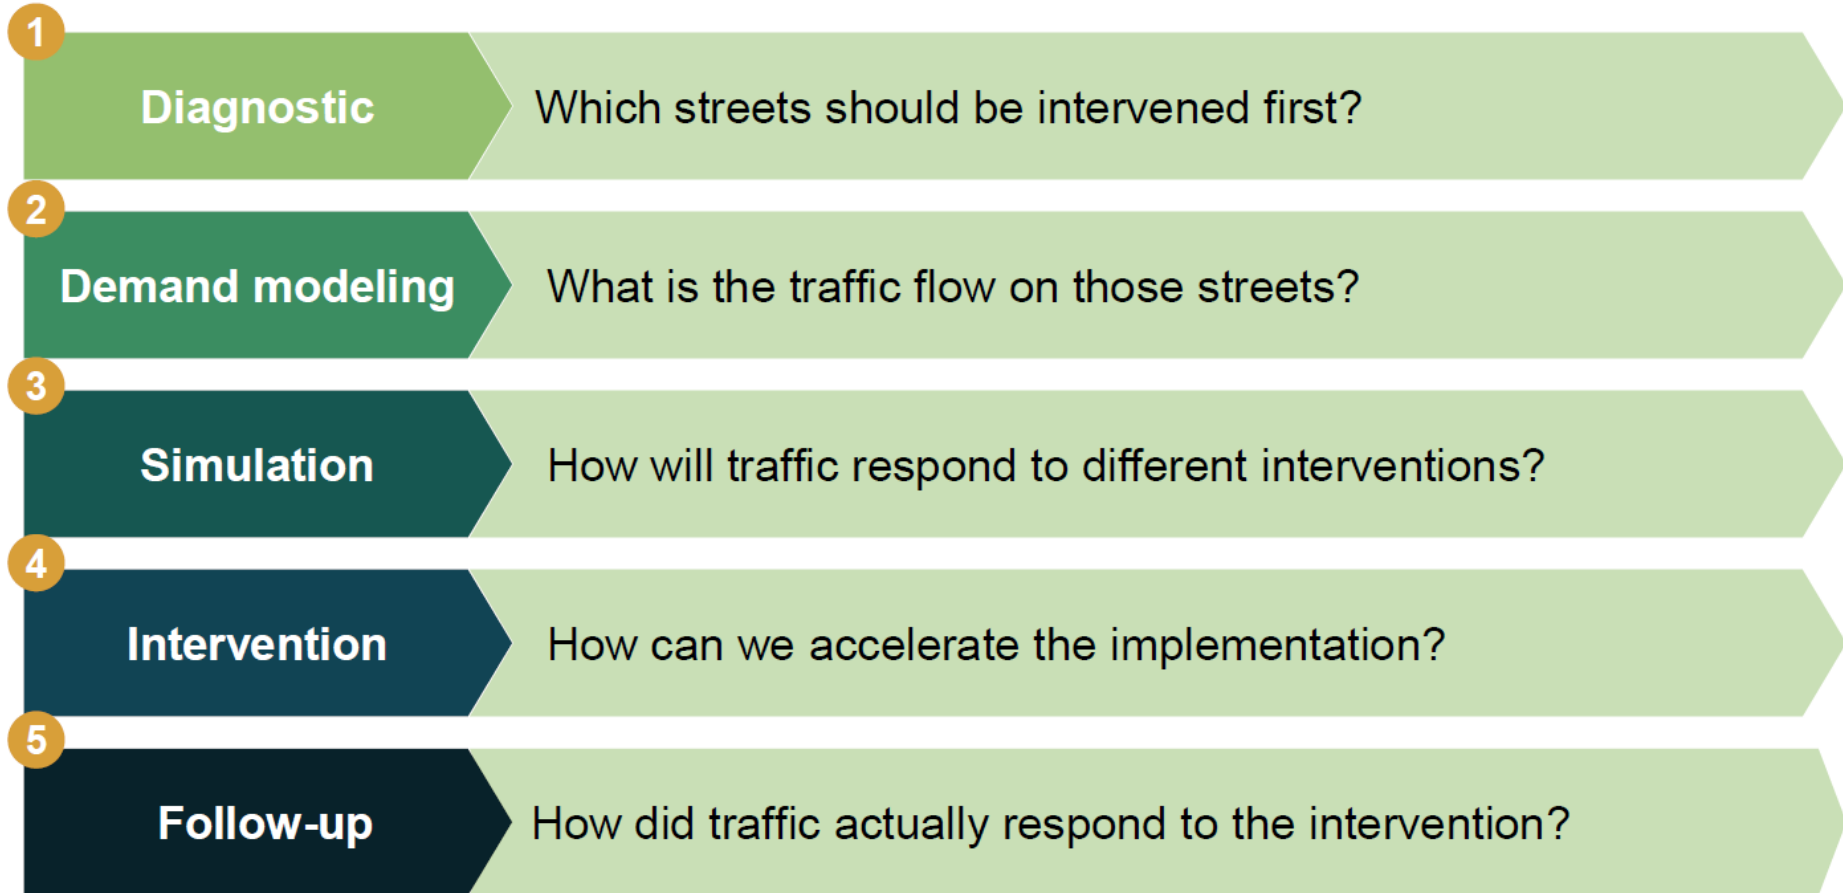 1
Diagnostic
Which streets should be intervened first?
2
Demand modeling
What is the traffic flow on those streets?
3
Simulation
How will traffic respond to different interventions?
4
Intervention
How can we accelerate the implementation?
5
Follow-up
How did traffic actually respond to the intervention?